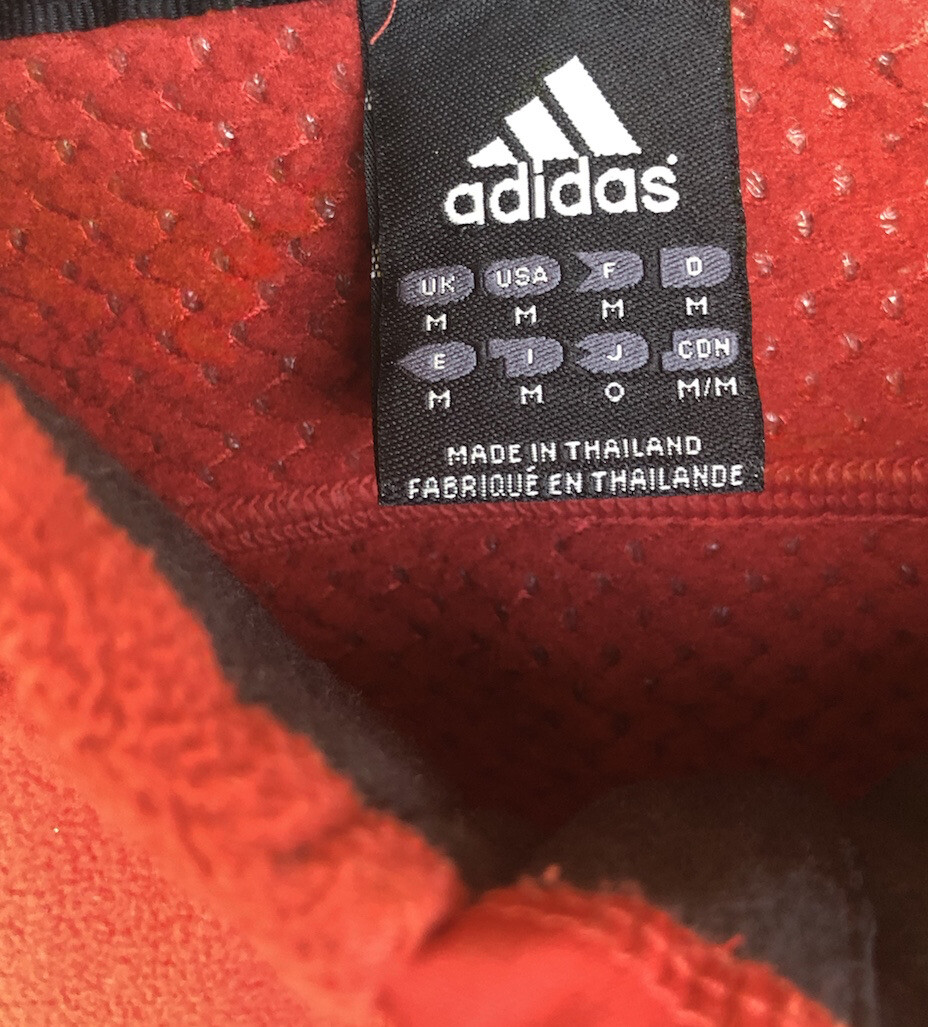 adidas
UK USA F D
M M M M
E I J CDN
M M O M/M
MADE IN THAILAND
FABRIQUÉ EN THAILANDE